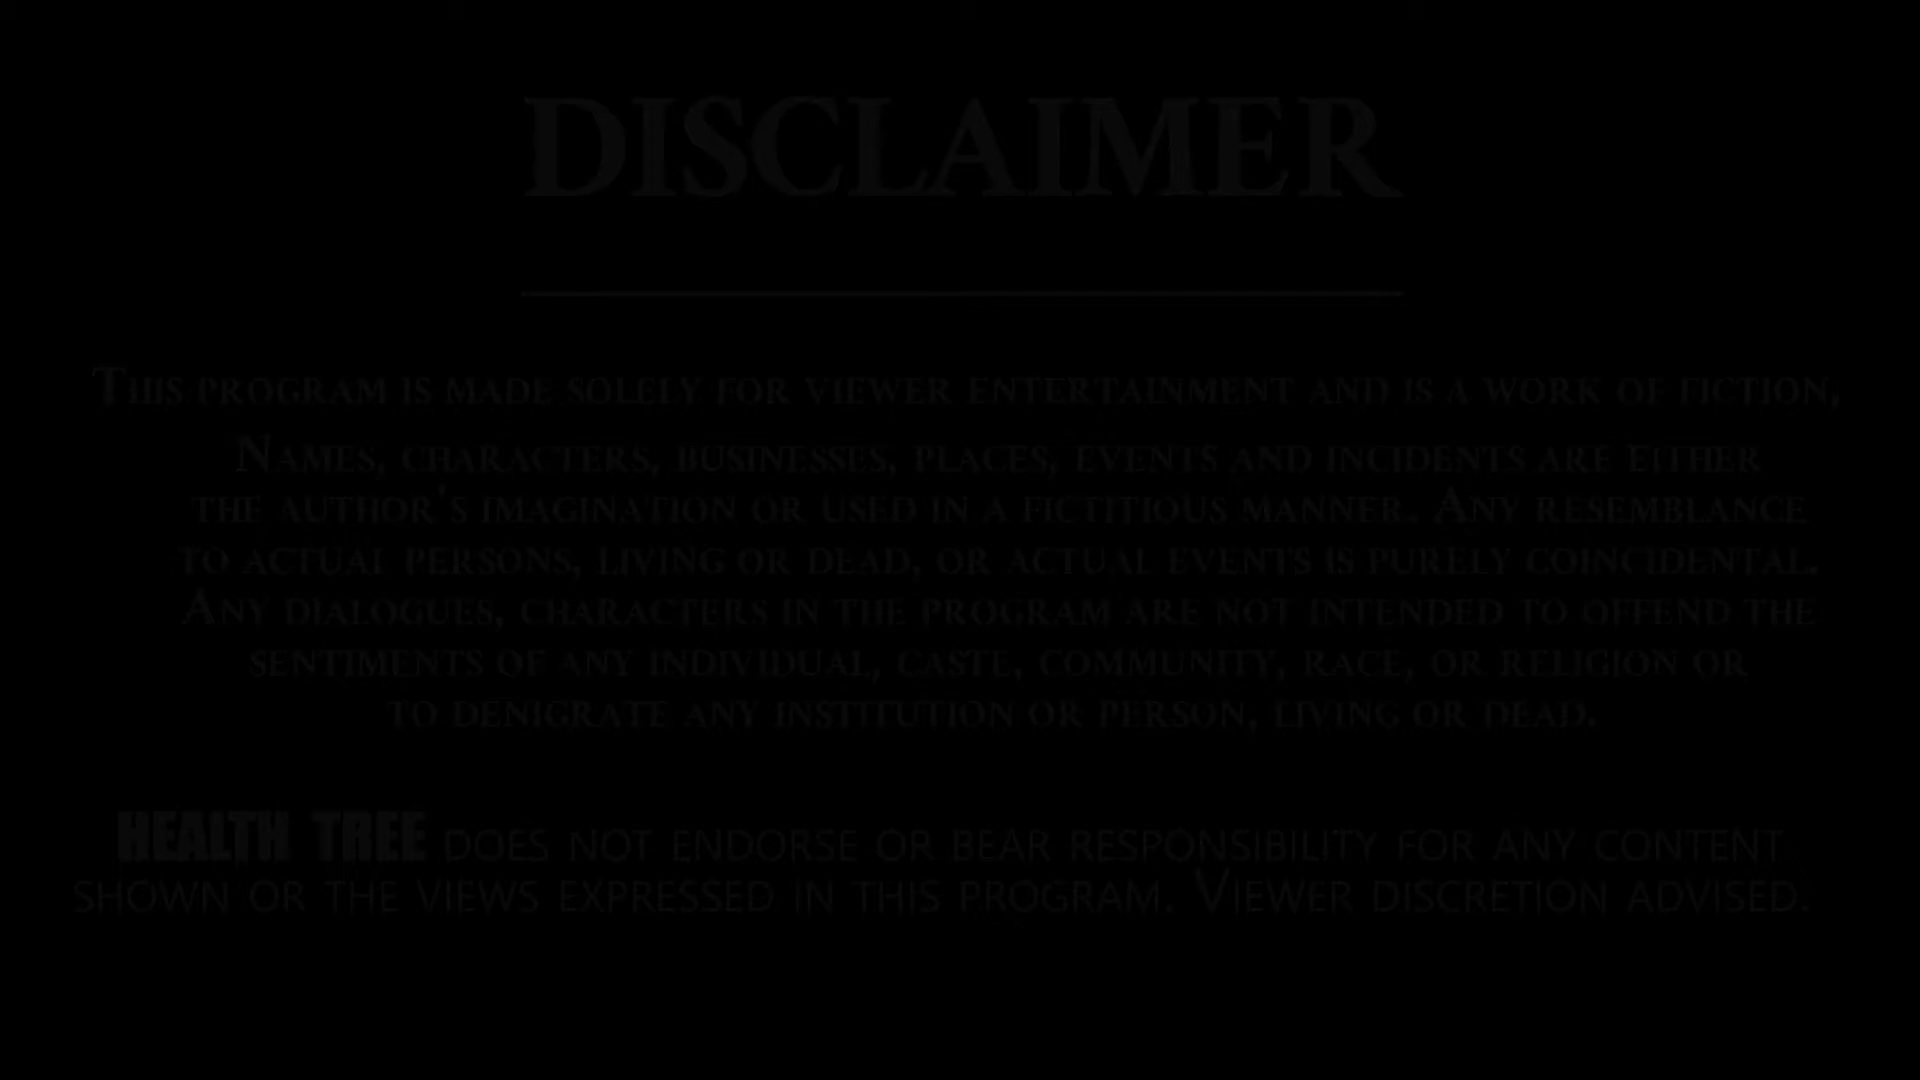 DISCLAIMER
THIS PROGRAM IS MADE SOLELY FOR VIEWER ENTERTAINMENT AND IS A WORK OF FICTION,
NAMES, CHARACTERS, BUSINESSES, PLACES, EVENTS AND INCIDENTS ARE EITHER
THE AUTHOR'S IMAGINATION OR USED IN A FICTITIOUS MANNER. ANY RESEMBLANCE
TO ACTUAL PERSONS, LIVING OR DEAD, OR ACTUAL EVENTS IS PURELY COINCIDENTAL.
ANY DIALOGUES, CHARACTERS IN THE PROGRAM ARE NOT INTENDED TO OFFEND THE
SENTIMENTS OF ANY INDIVIDUAL, CASTE, COMMUNITY, RACE, OR RELIGION OR
TO DENIGRATE ANY INSTITUTION OR PERSON, LIVING OR DEAD.
HEALTH TREE DOES NOT ENDORSE OR BEAR RESPONSIBILITY FOR ANY CONTENT
SHOWN OR THE VIEWS EXPRESSED IN THIS PROGRAM. VIEWER DISCRETION ADVISED.